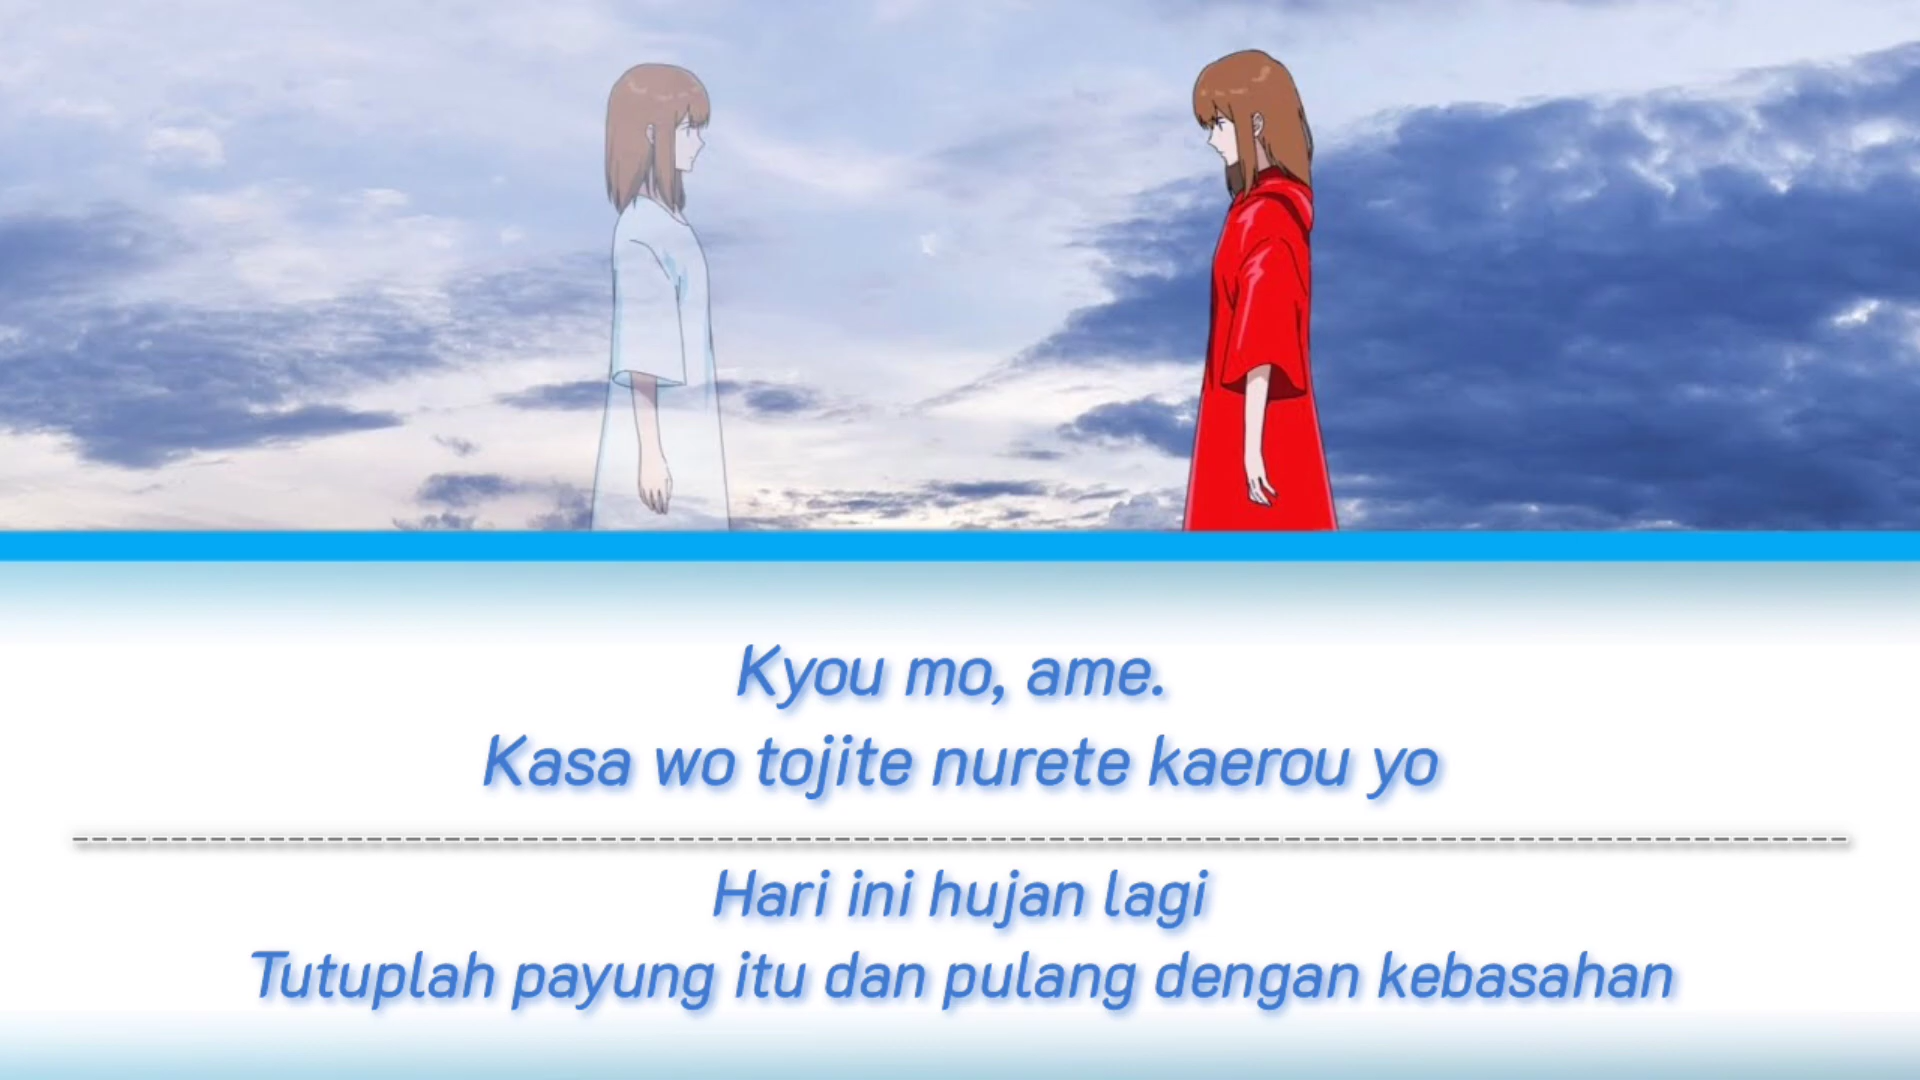 Kyou mo, ame.
Kasa wo tojite nurete kaerou yo
Hari ini hujan lagi
Tutuplah payung itu dan pulang dengan kebasahan